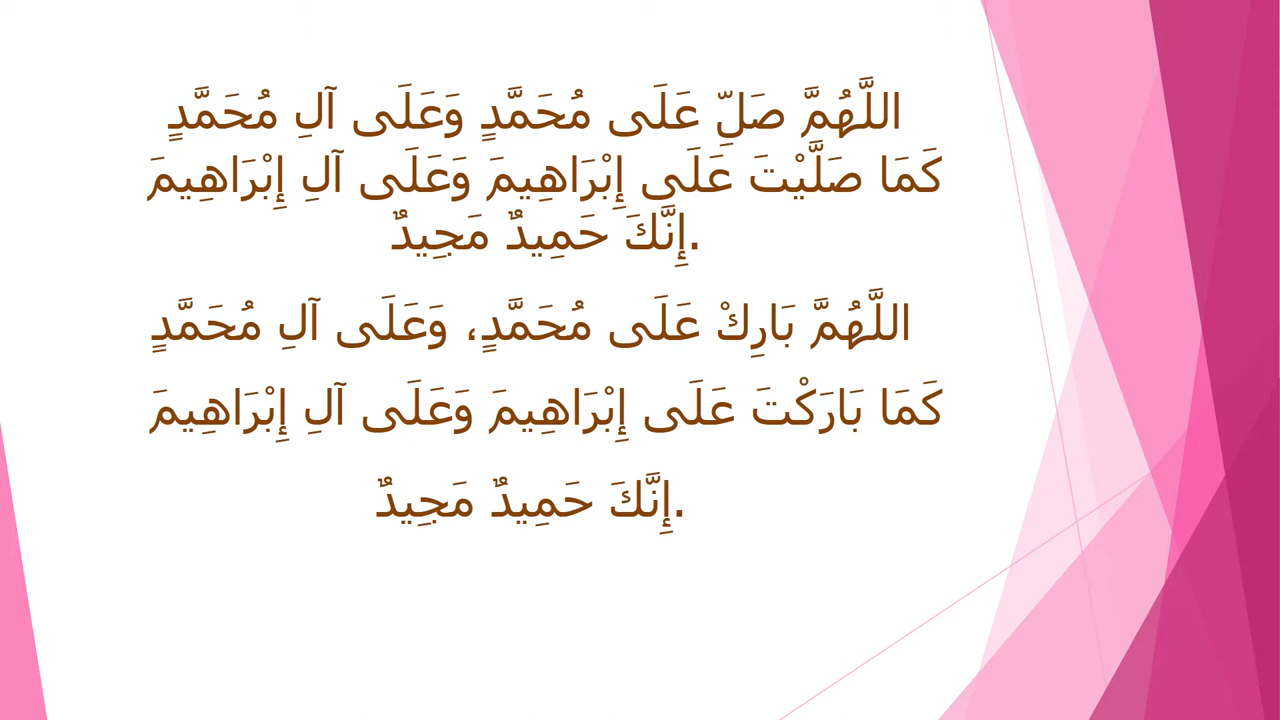 اللَّهُمَّ صَلِّ عَلَى مُحَمَّدٍ وَعَلَى آلِ مُحَمَّدٍ
كَمَا صَلَّيْتَ عَلَى إِبْرَاهِيمَ وَعَلَى آلِ إِبْرَاهِيمَ
.إِنَّكَ حَمِيدٌ مَجِيدٌ
اللَّهُمَّ بَارِكْ عَلَى مُحَمَّدٍ، وَعَلَى آلِ مُحَمَّدٍ
كَمَا بَارَكْتَ عَلَى إِبْرَاهِيمَ وَعَلَى آلِ إِبْرَاهِيمَ
.إِنَّكَ حَمِيدٌ مَجِيدٌ